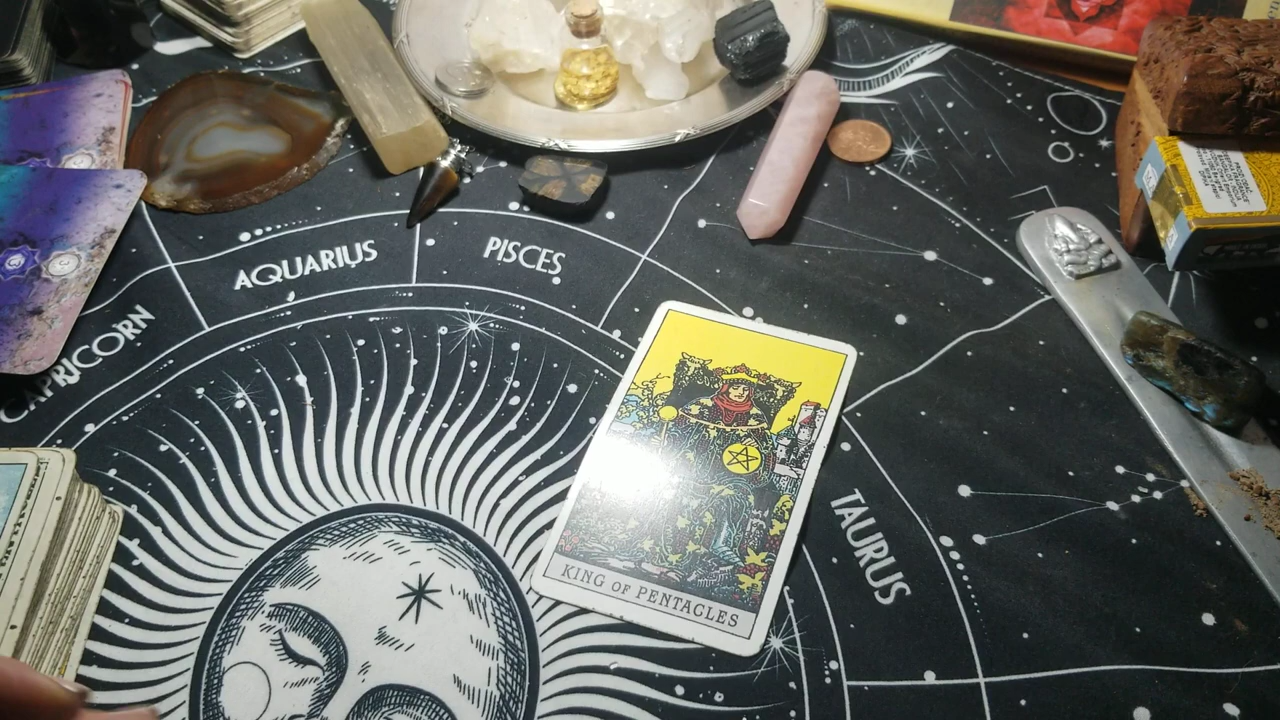 AQUARIUS
PISCES
CAPRICORN
TAURUS
KING OF PENTACLES